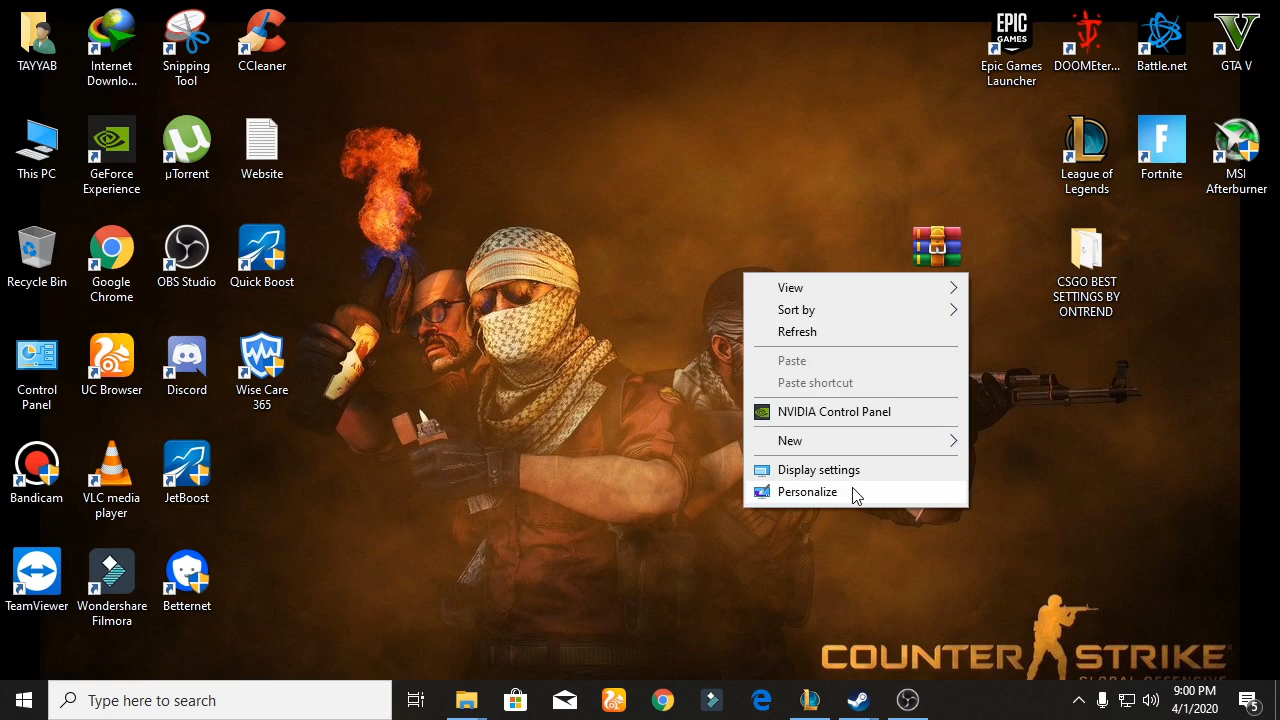 TAYYAB
Internet
Downlo...
Snipping
Tool
CCleaner
EPIC
GAMES
Epic Games
Launcher
DOOMEter...
Battle.net
V
GTA V
This PC
GeForce
Experience
µ
µTorrent
Website
League of
Legends
F
Fortnite
MSI
Afterburner
Recycle Bin
Google
Chrome
OBS Studio
Quick Boost
CSGO BEST
SETTINGS BY
ONTREND
View
Sort by
Refresh
Paste
Paste shortcut
NVIDIA Control Panel
New
Display settings
Personalize
Control
Panel
UC Browser
Discord
Wise Care
365
Bandicam
VLC media
player
JetBoost
TeamViewer
Wondershare
Filmora
Betternet
COUNTER STRIKE
GLOBAL OFFENSIVE
Type here to search
9:00 PM
4/1/2020
5